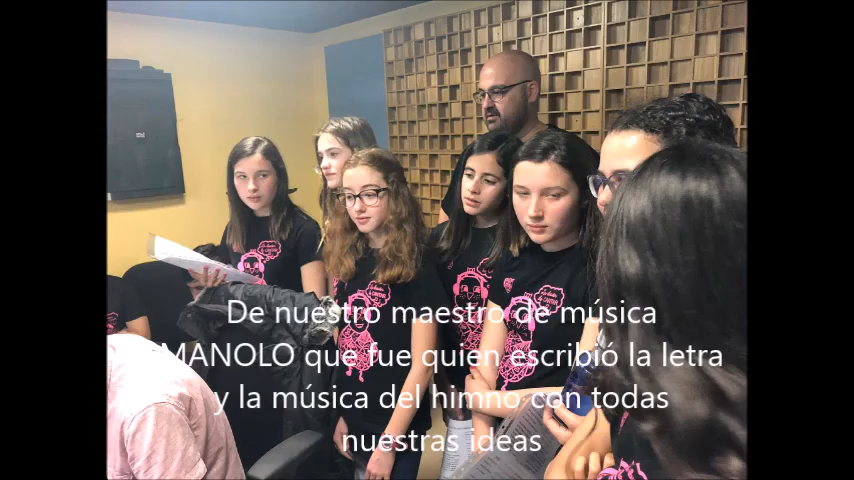 De nuestro maestro de música
MANOLO que fue quien escribió la letra
y la música del himno con todas
nuestras ideas